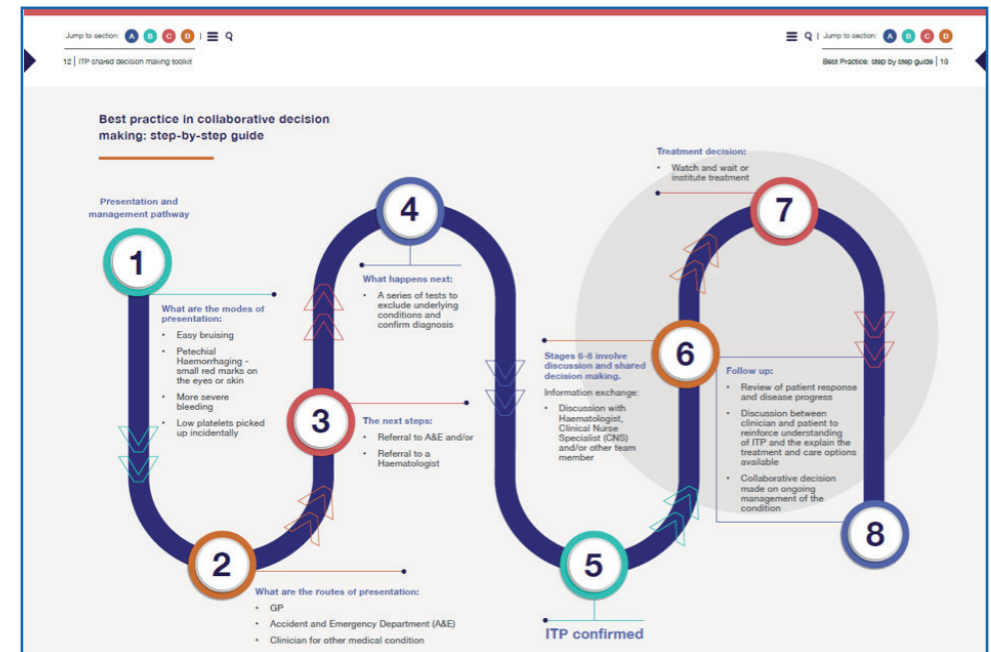 Jump to section: A B C D
12 | ITP shared decision making toolkit
Jump to section: A B C D
Best Practice: step by step guide | 13
Best practice in collaborative decision
making: step-by-step guide
Presentation and
management pathway
1
What are the modes of
presentation:
• Easy bruising
• Petechial
Haemorrhaging -
small red marks on
the eyes or skin
• More severe
bleeding
• Low platelets picked
up incidentally
2
What are the routes of presentation:
• GP
• Accident and Emergency Department (A&E)
• Clinician for other medical condition
3
The next steps:
• Referral to A&E and/or
• Referral to a
Haematologist
4
What happens next:
• A series of tests to
exclude underlying
conditions and
confirm diagnosis
5
ITP confirmed
Stages 6-8 involve
discussion and shared
decision making.
Information exchange:
• Discussion with
Haematologist,
Clinical Nurse
Specialist (CNS)
and/or other team
member
6
Treatment decision:
• Watch and wait or
institute treatment
7
Follow up:
• Review of patient response
and disease progress
• Discussion between
clinician and patient to
reinforce understanding
of ITP and the explain the
treatment and care options
available
• Collaborative decision
made on ongoing
management of the
condition
8